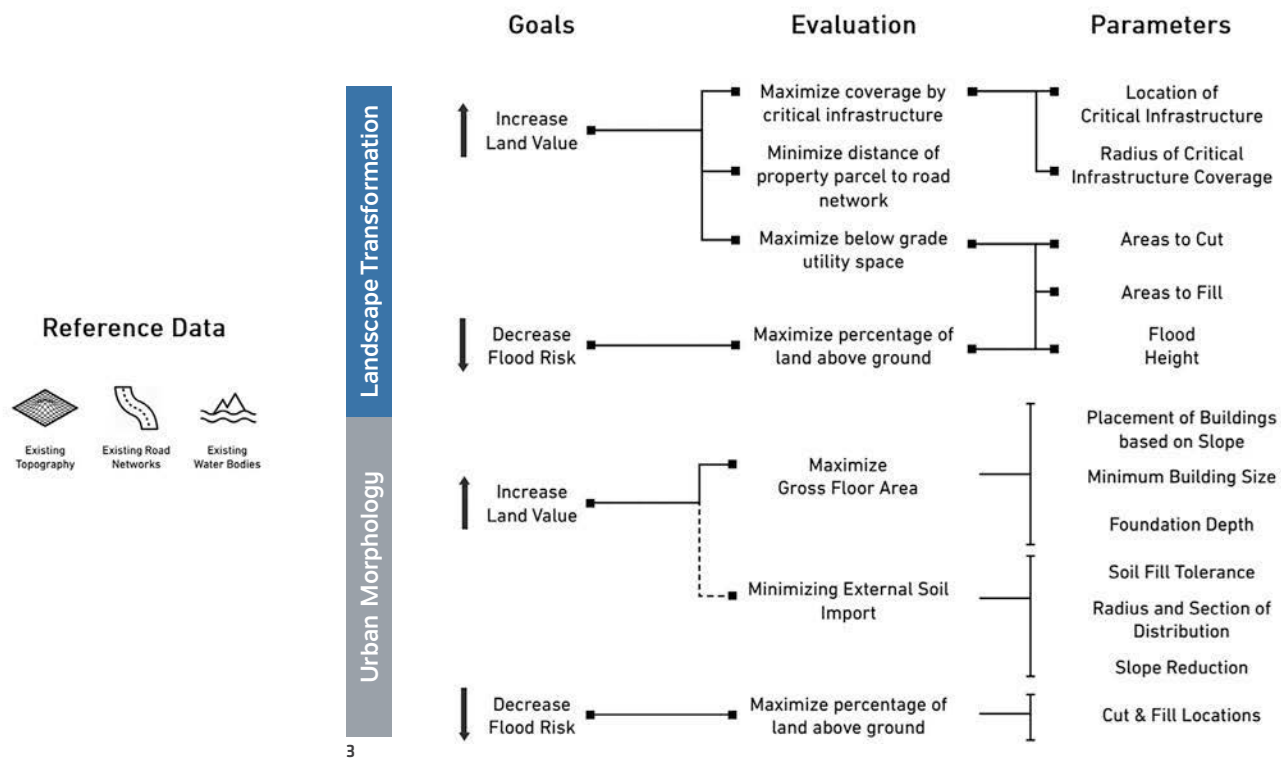 Goals
Evaluation
Parameters
Reference Data
Existing
Topography
Existing Road
Networks
Existing
Water Bodies
Landscape Transformation
Increase
Land Value
Maximize coverage by
critical infrastructure
Minimize distance of
property parcel to road
network
Maximize below grade
utility space
Location of
Critical Infrastructure
Radius of Critical
Infrastructure Coverage
Areas to Cut
Areas to Fill
Flood
Height
Decrease
Flood Risk
Maximize percentage of
land above ground
Urban Morphology
Increase
Land Value
Maximize
Gross Floor Area
Placement of Buildings
based on Slope
Minimum Building Size
Foundation Depth
Minimizing External Soil
Import
Soil Fill Tolerance
Radius and Section of
Distribution
Slope Reduction
Decrease
Flood Risk
Maximize percentage of
land above ground
Cut & Fill Locations
3